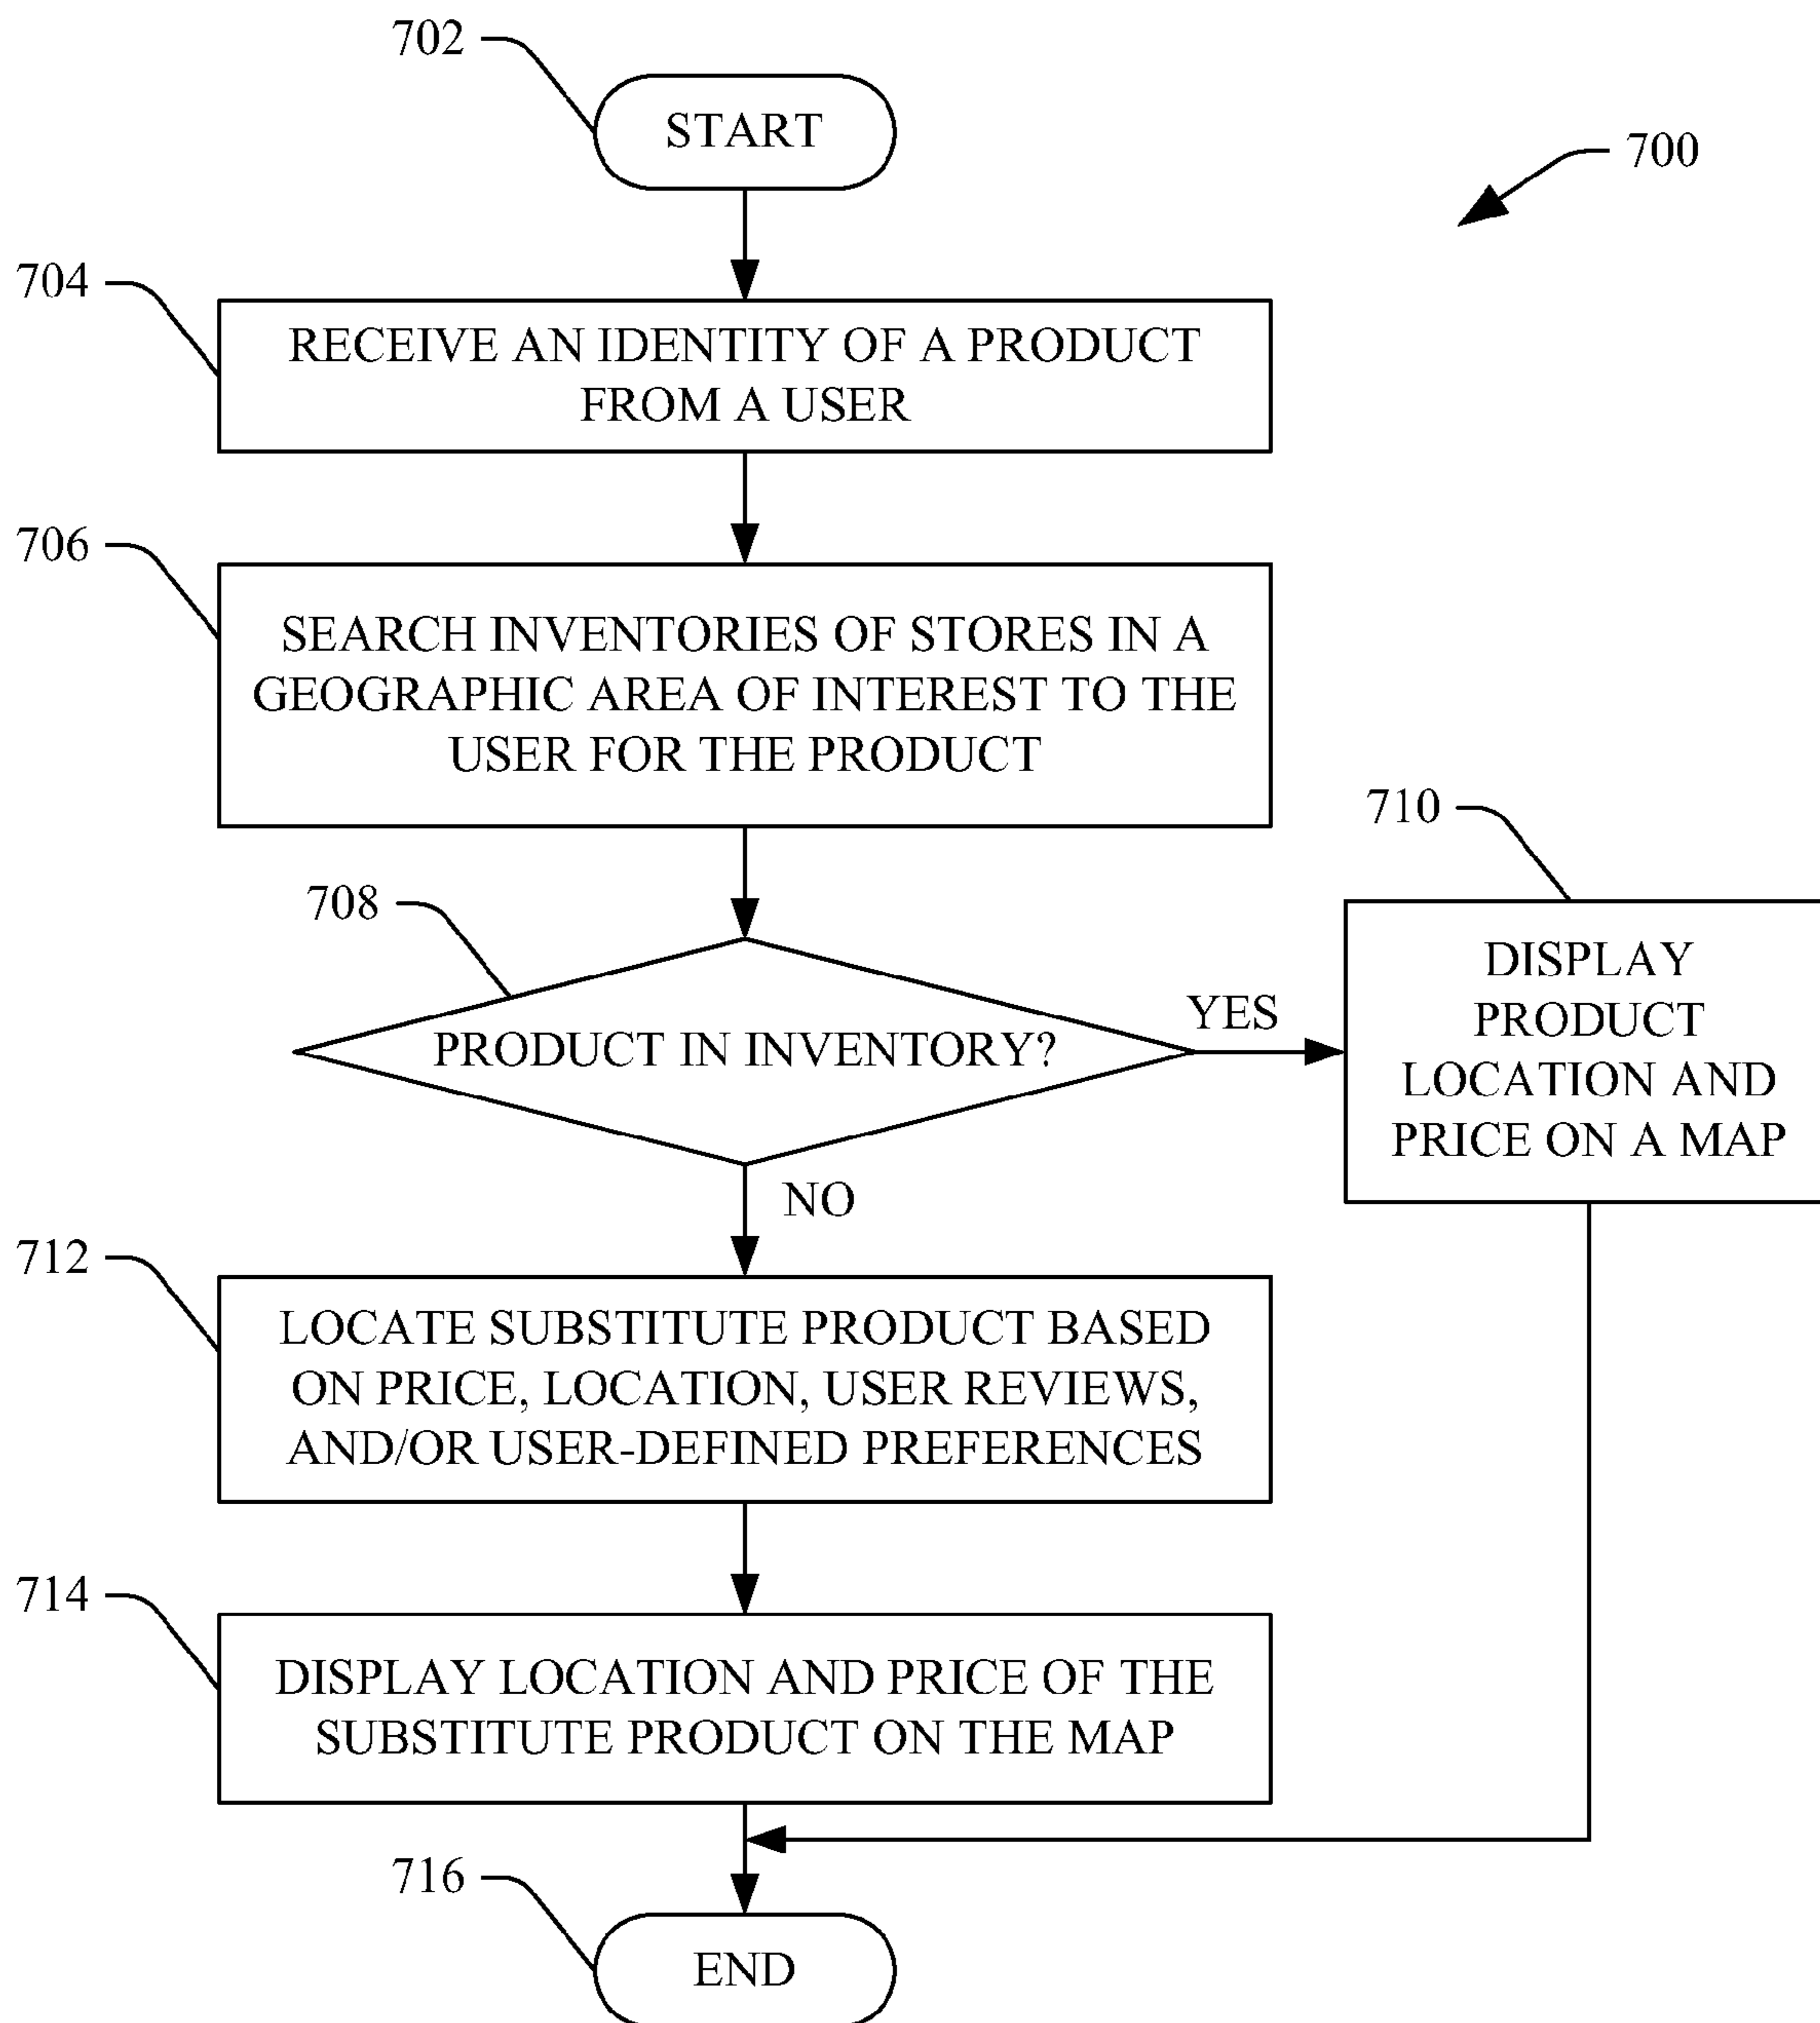 702
START
700
704
RECEIVE AN IDENTITY OF A PRODUCT
FROM A USER
706
SEARCH INVENTORIES OF STORES IN A
GEOGRAPHIC AREA OF INTEREST TO THE
USER FOR THE PRODUCT
708
PRODUCT IN INVENTORY?
YES
710
DISPLAY
PRODUCT
LOCATION AND
PRICE ON A MAP
NO
712
LOCATE SUBSTITUTE PRODUCT BASED
ON PRICE, LOCATION, USER REVIEWS,
AND/OR USER-DEFINED PREFERENCES
714
DISPLAY LOCATION AND PRICE OF THE
SUBSTITUTE PRODUCT ON THE MAP
716
END